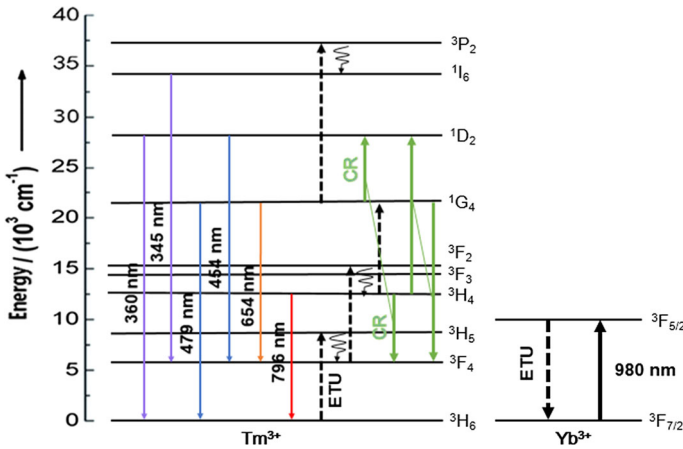 40
35
30
25
20
15
10
5
0
Energy / (10³ cm⁻¹)
³P₂
¹I₆
¹D₂
¹G₄
³F₂
³F₃
³H₄
³H₅
³F₄
³H₆
360 nm
345 nm
479 nm
454 nm
654 nm
796 nm
ETU
CR
CR
Tm³⁺
³F₅/₂
ETU
980 nm
³F₇/₂
Yb³⁺